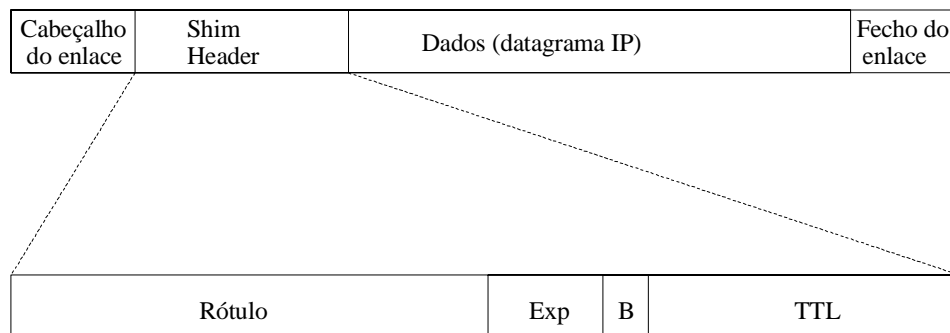 Cabeçalho
do enlace
Shim
Header
Dados (datagrama IP)
Fecho do
enlace
Rótulo
Exp
B
TTL